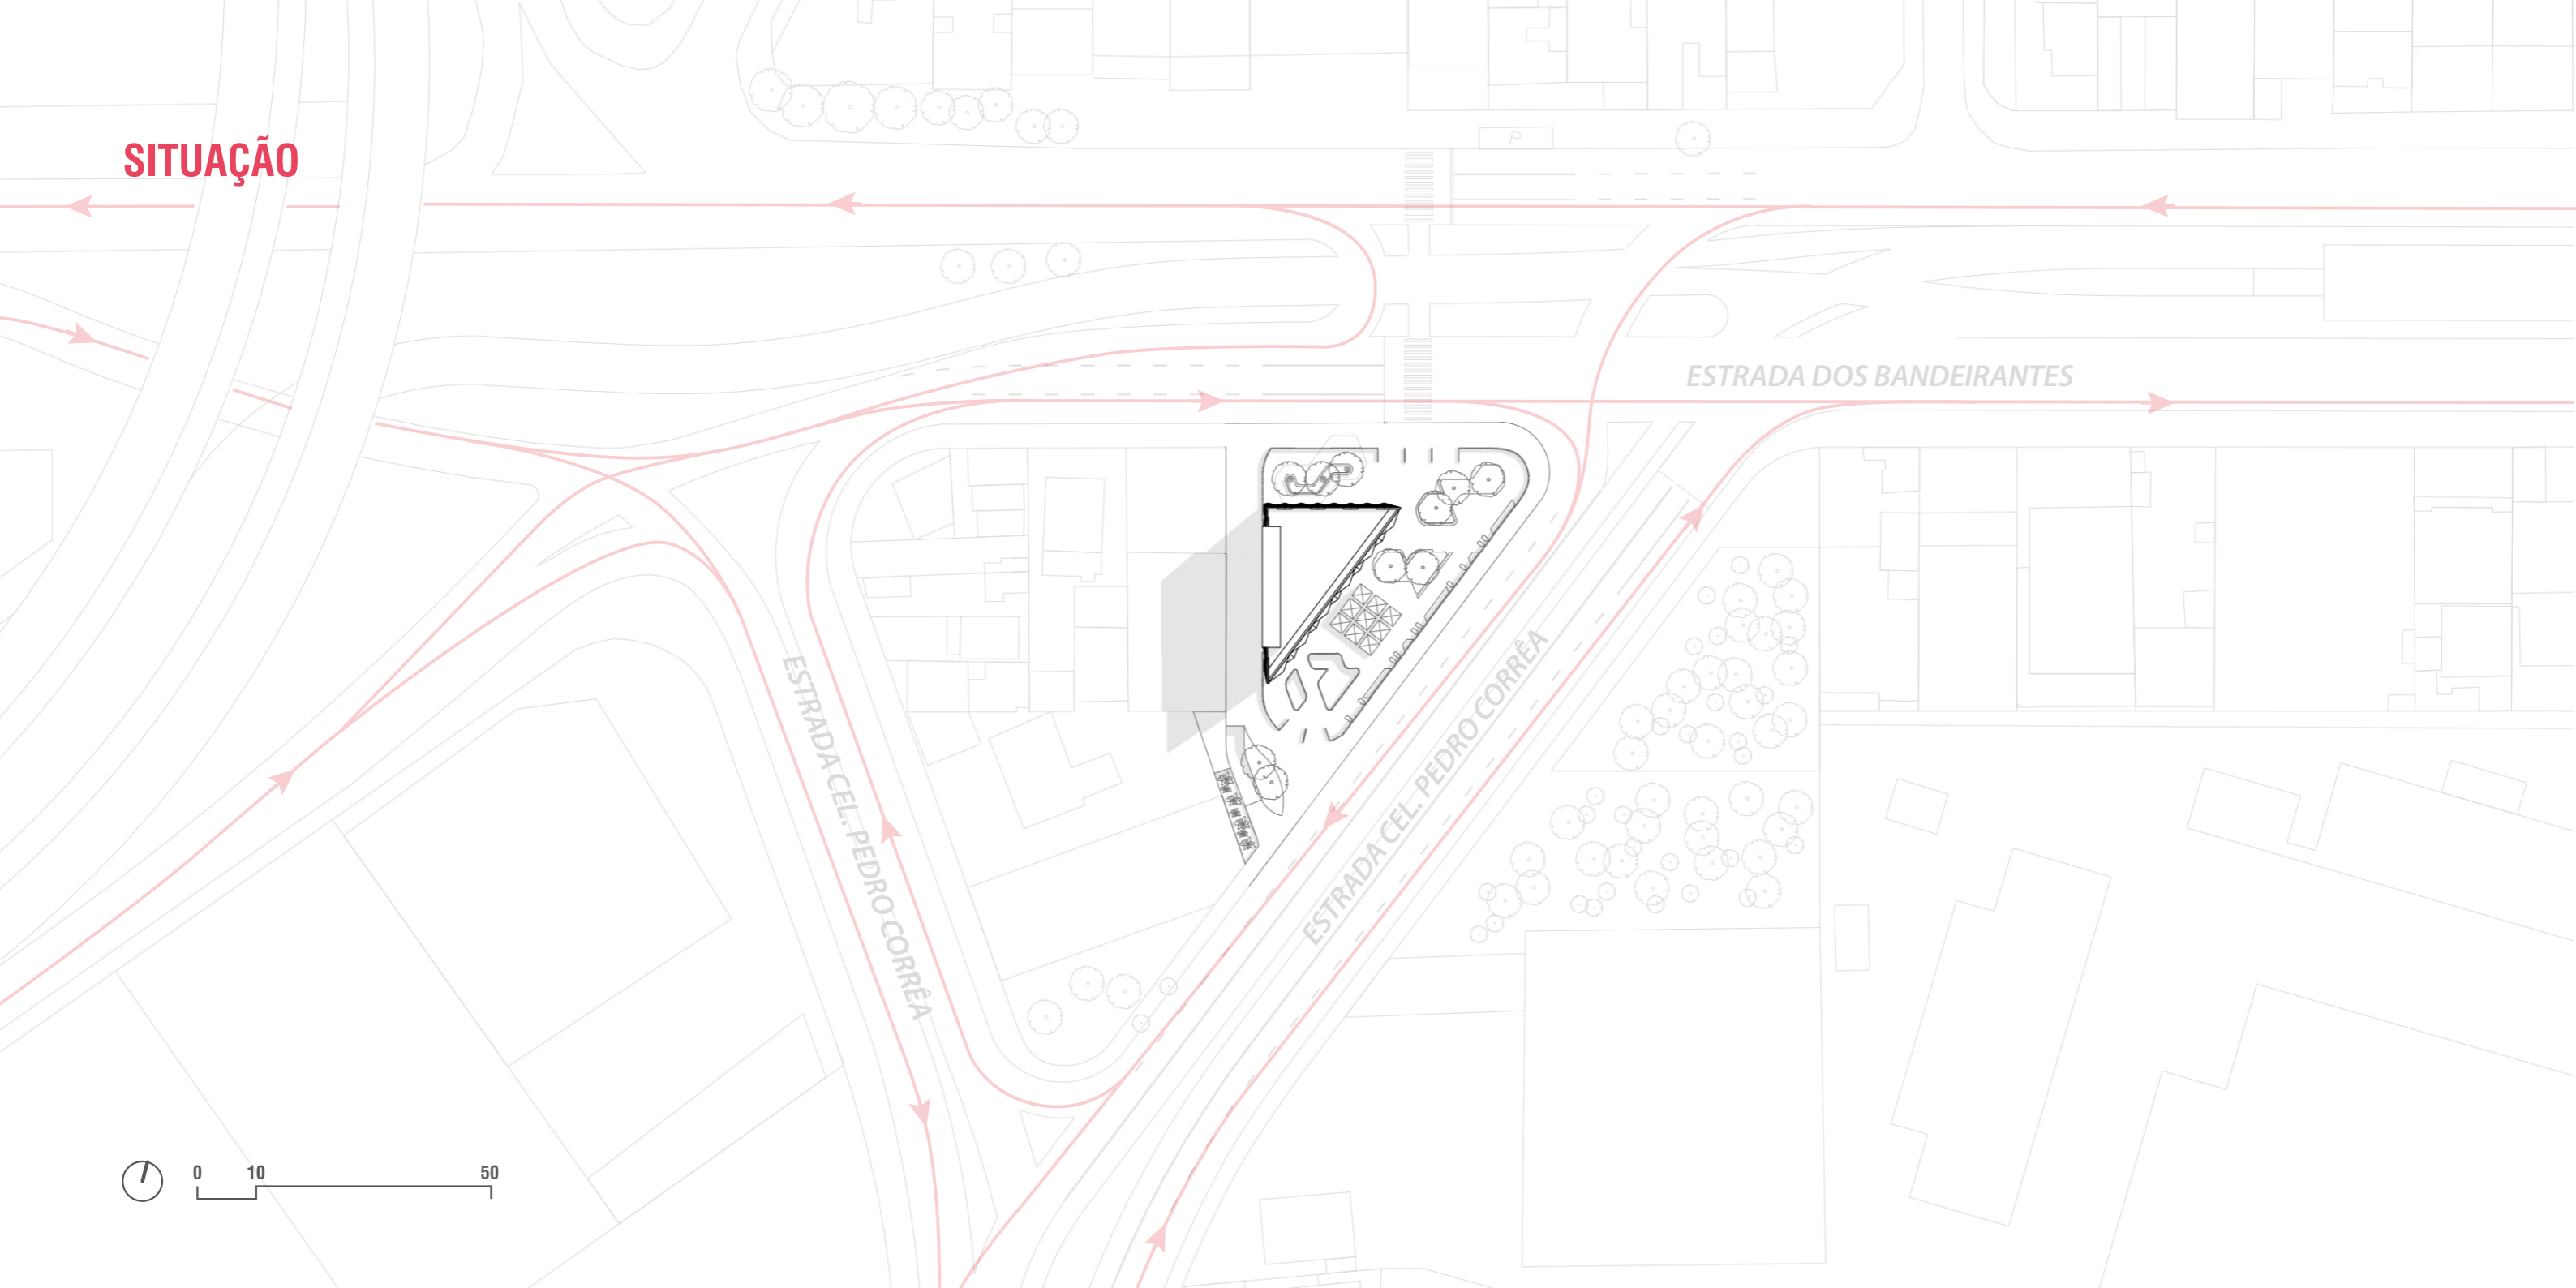 SITUAÇÃO
P
ESTRADA DOS BANDEIRANTES
ESTRADA CEL. PEDRO CORRÊA
ESTRADA CEL. PEDRO CORRÊA
0 10 50